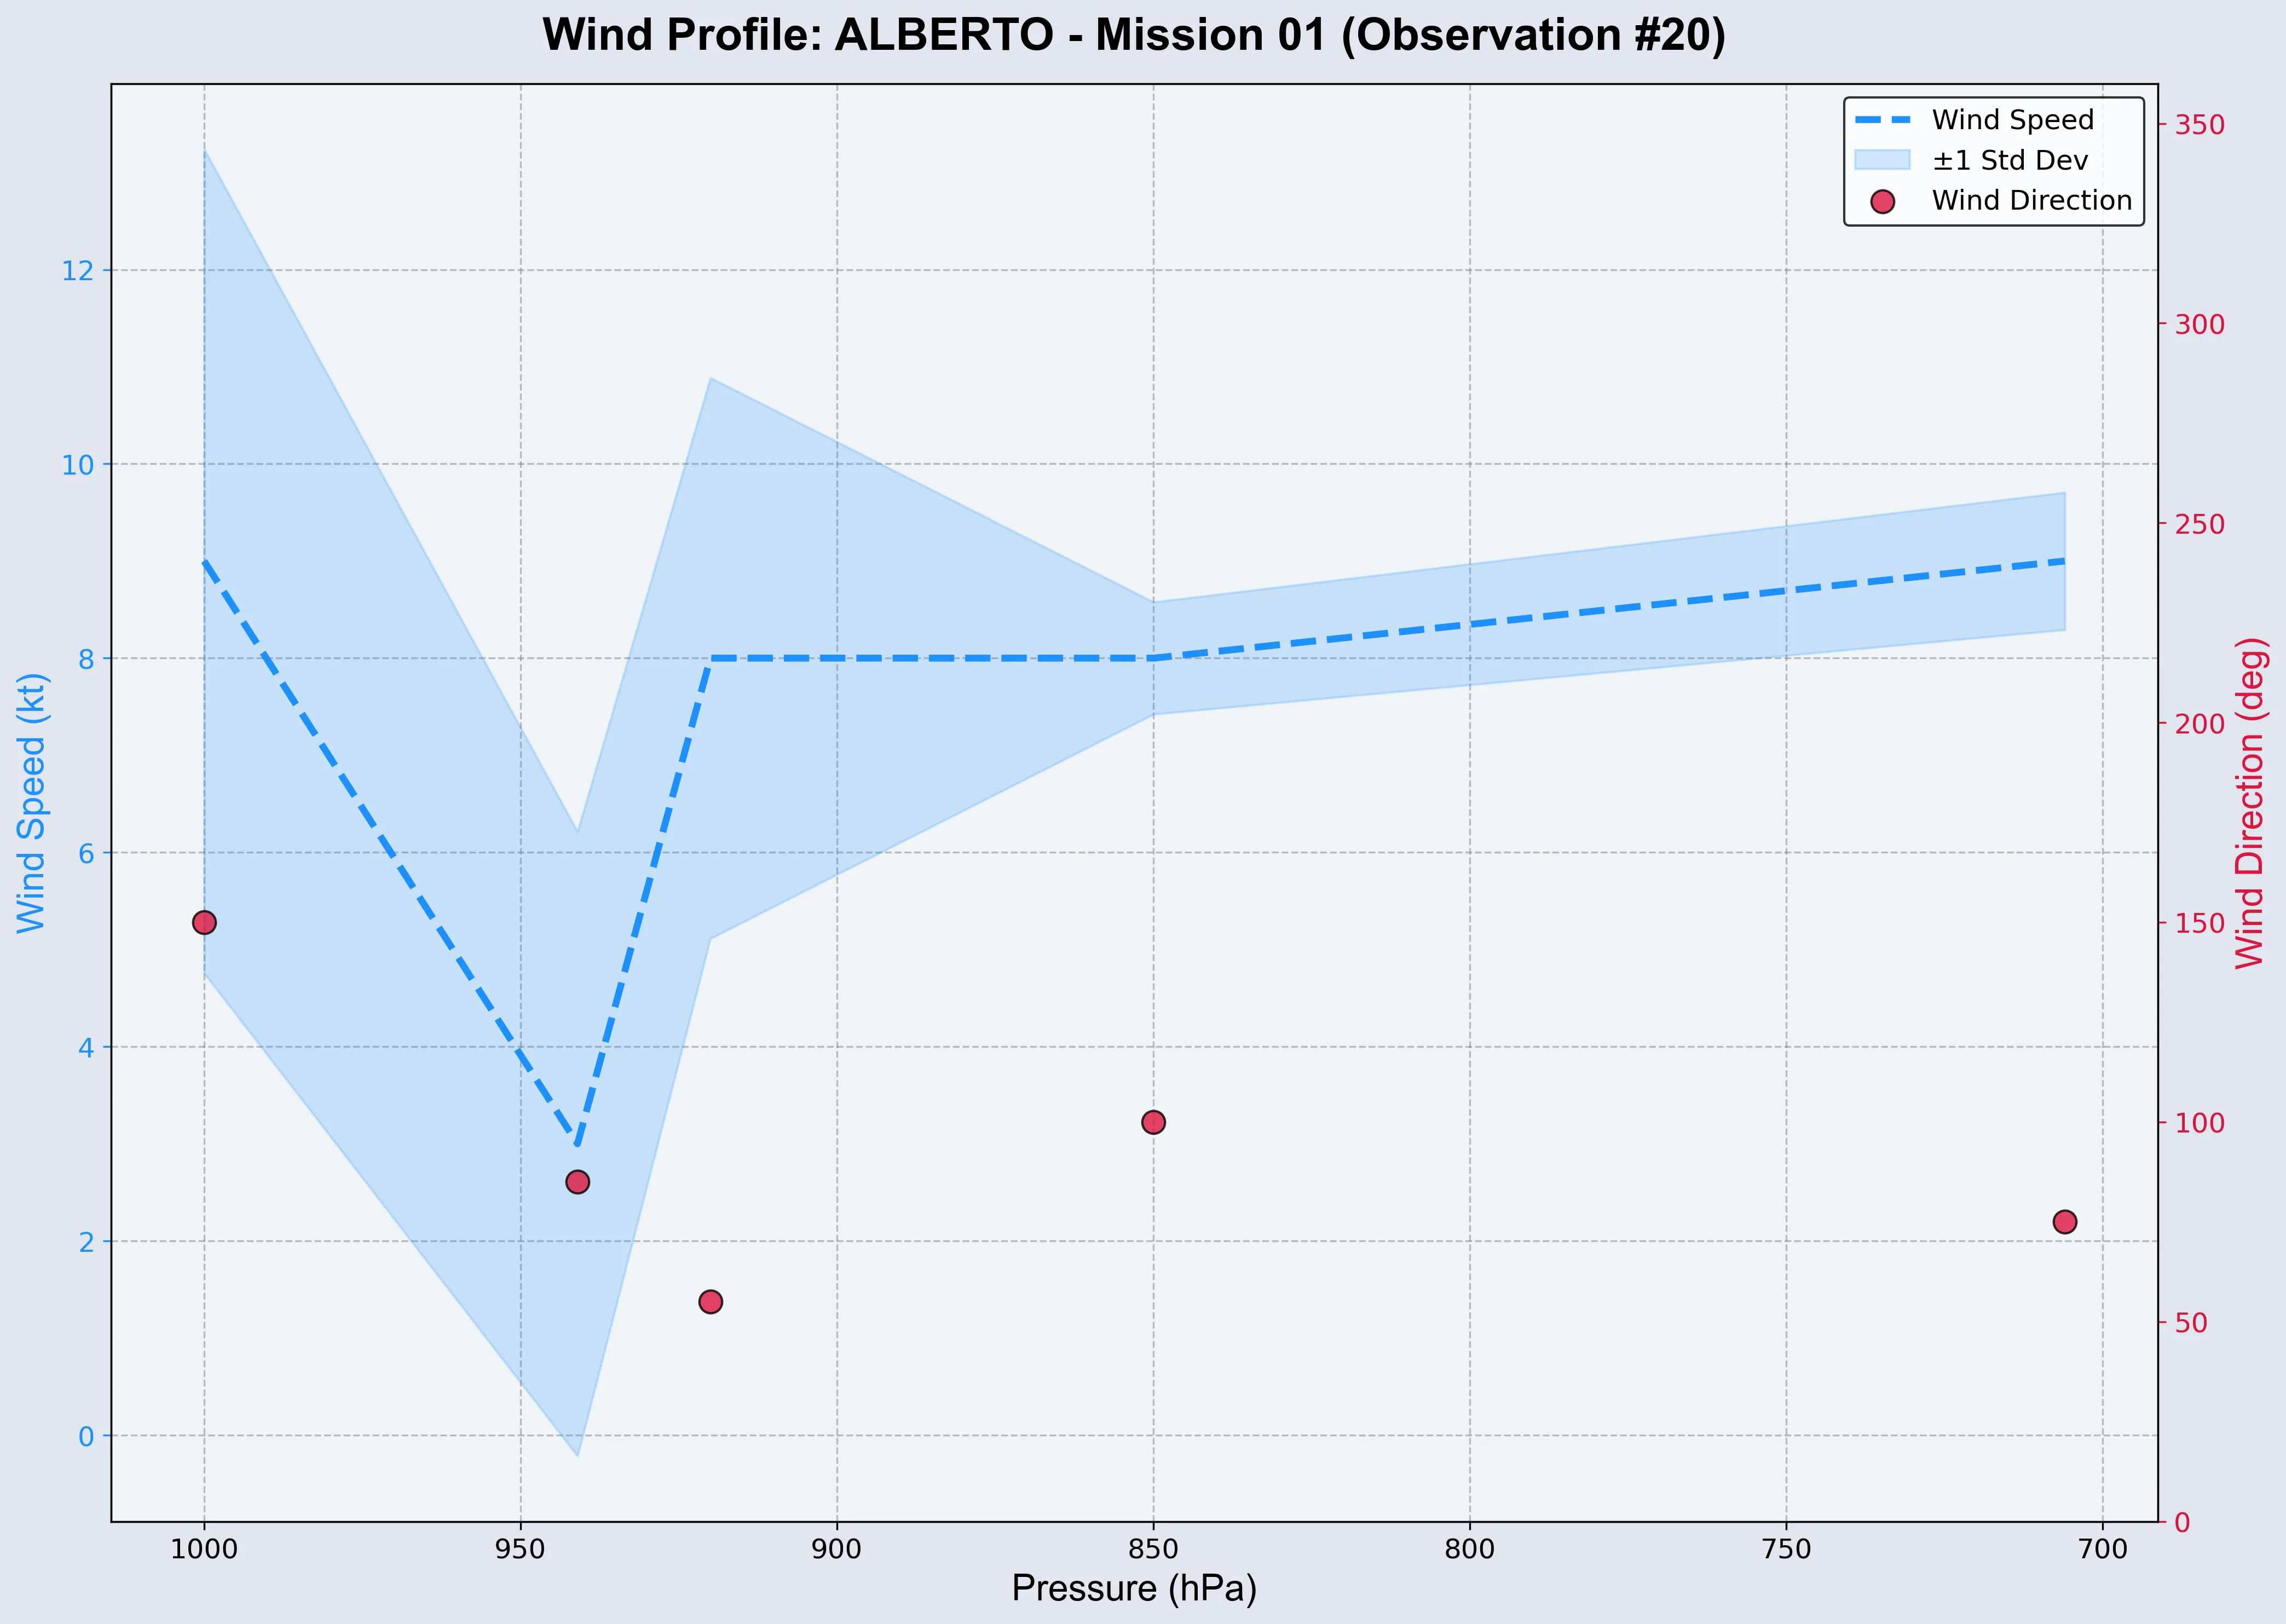 Wind Profile: ALBERTO - Mission 01 (Observation #20)
Wind Speed
±1 Std Dev
Wind Direction
Wind Speed (kt)
12
10
8
6
4
2
0
350
300
250
200
150
100
50
0
Wind Direction (deg)
1000 950 900 850 800 750 700
Pressure (hPa)